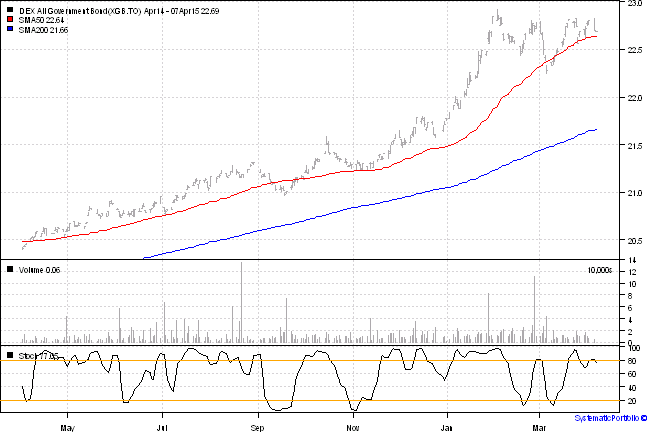 DEX All Government Bond(XGB.TO) Apr14 - 07Apr15 22.69
SMA50 22.64
SMA200 21.66
23.0
22.5
22.0
21.5
21.0
20.5
Volume 0.06
10,000s
14
12
10
8
6
4
2
0
Stoch 77.05
100
80
60
40
20
May
Jul
Sep
Nov
Jan
Mar
SystematicPortfolio ©